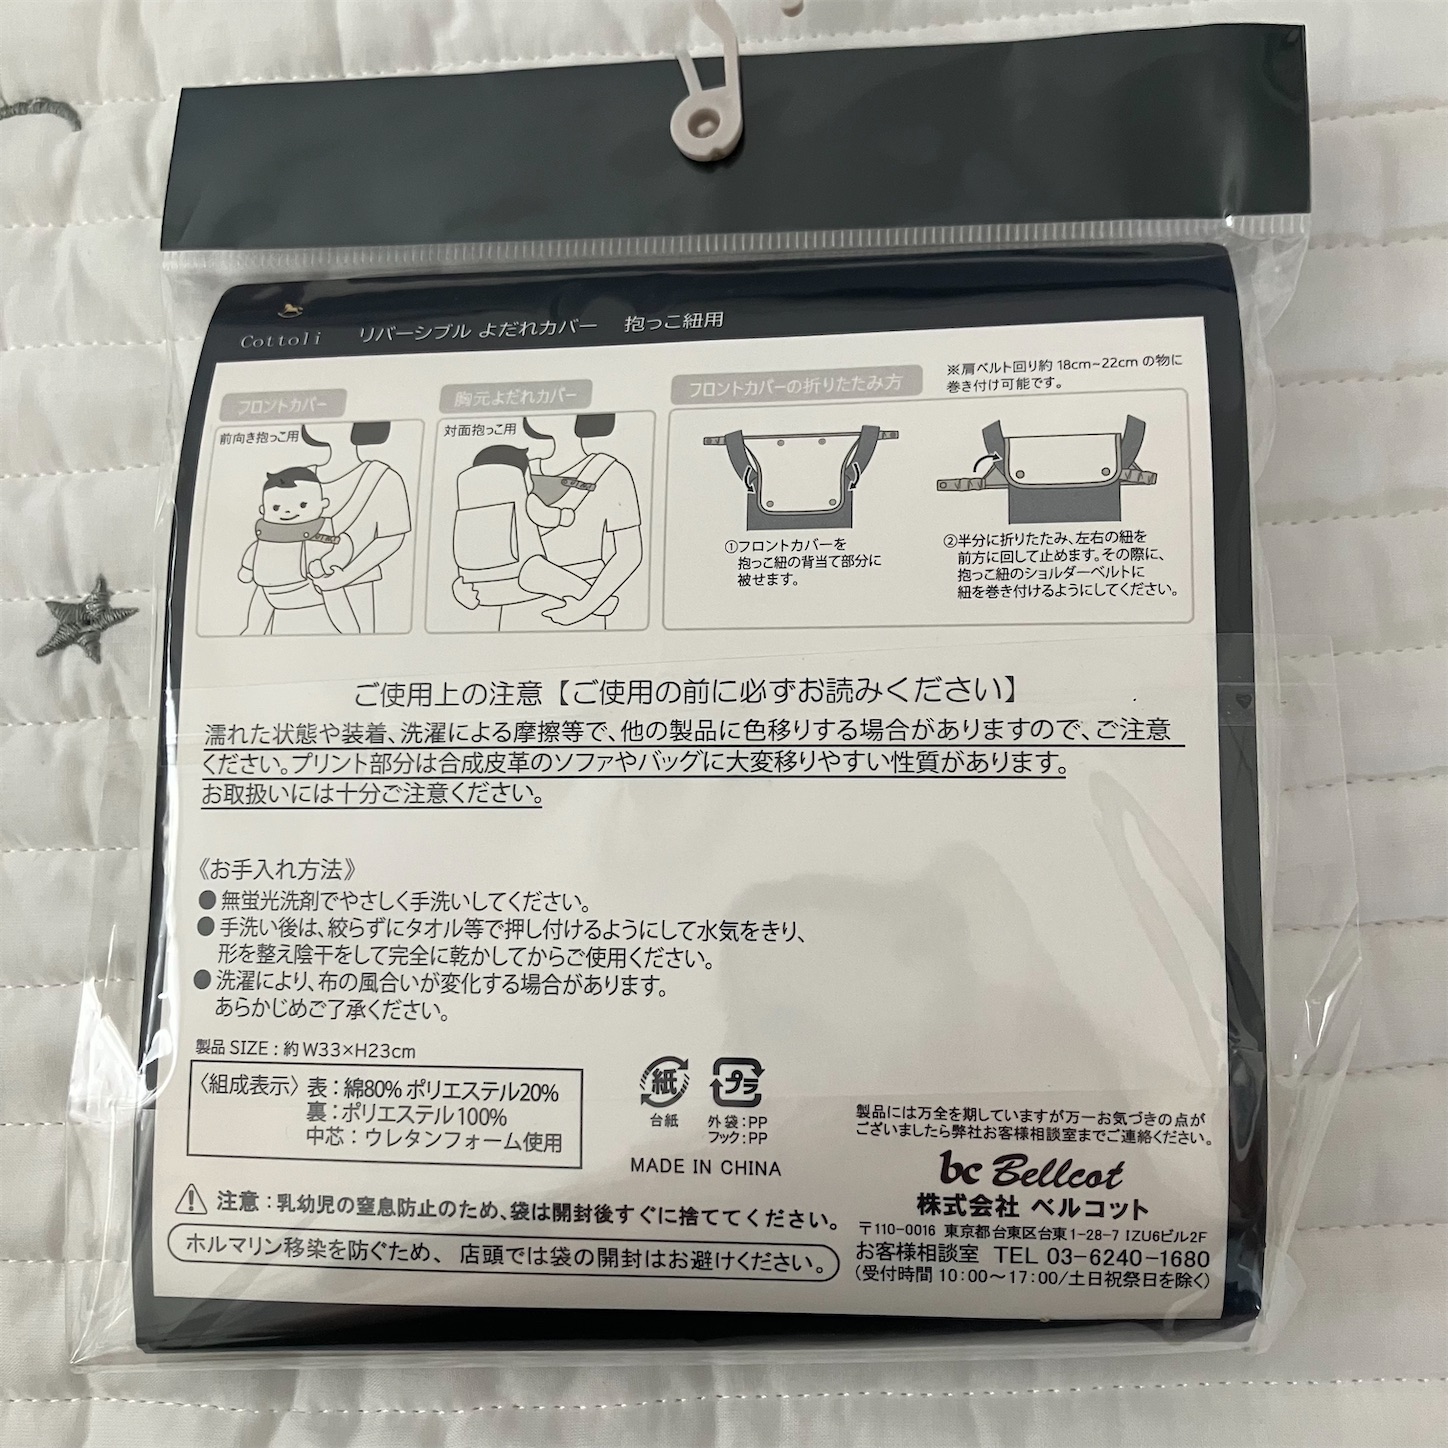 Cottoli リバーシブル よだれカバー 抱っこ紐用
フロントカバー
前向き抱っこ用
胸元よだれカバー
対面抱っこ用
フロントカバーの折りたたみ方
※肩ベルト回り約 18cm~22cm の物に
巻き付け可能です。
①フロントカバーを
抱っこ紐の背当て部分に
被せます。
②半分に折りたたみ、左右の紐を
前方に回して止めます。その際に、
抱っこ紐のショルダーベルトに
紐を巻き付けるようにしてください。
ご使用上の注意【ご使用の前に必ずお読みください】
濡れた状態や装着、洗濯による摩擦等で、他の製品に色移りする場合がありますので、ご注意
ください。プリント部分は合成皮革のソファやバッグに大変移りやすい性質があります。
お取扱いには十分ご注意ください。
《お手入れ方法》
●無蛍光洗剤でやさしく手洗いしてください。
●手洗い後は、絞らずにタオル等で押し付けるようにして水気をきり、
形を整え陰干をして完全に乾かしてからご使用ください。
●洗濯により、布の風合いが変化する場合があります。
あらかじめご了承ください。
製品 SIZE : 約 W33×H23cm
〈組成表示〉表：綿80% ポリエステル20%
裏：ポリエステル100%
中芯：ウレタンフォーム使用
紙
台紙
プラ
外袋：PP
フック：PP
MADE IN CHINA
製品には万全を期していますが万一お気づきの点が
ございましたら弊社お客様相談室までご連絡ください。
bc Bellcot
株式会社 ベルコット
〒110-0016 東京都台東区台東1-28-7 IZU6ビル2F
お客様相談室 TEL 03-6240-1680
(受付時間 10:00～17:00/土日祝祭日を除く)
注意：乳幼児の窒息防止のため、袋は開封後すぐに捨ててください。
ホルマリン移染を防ぐため、店頭では袋の開封はお避けください。